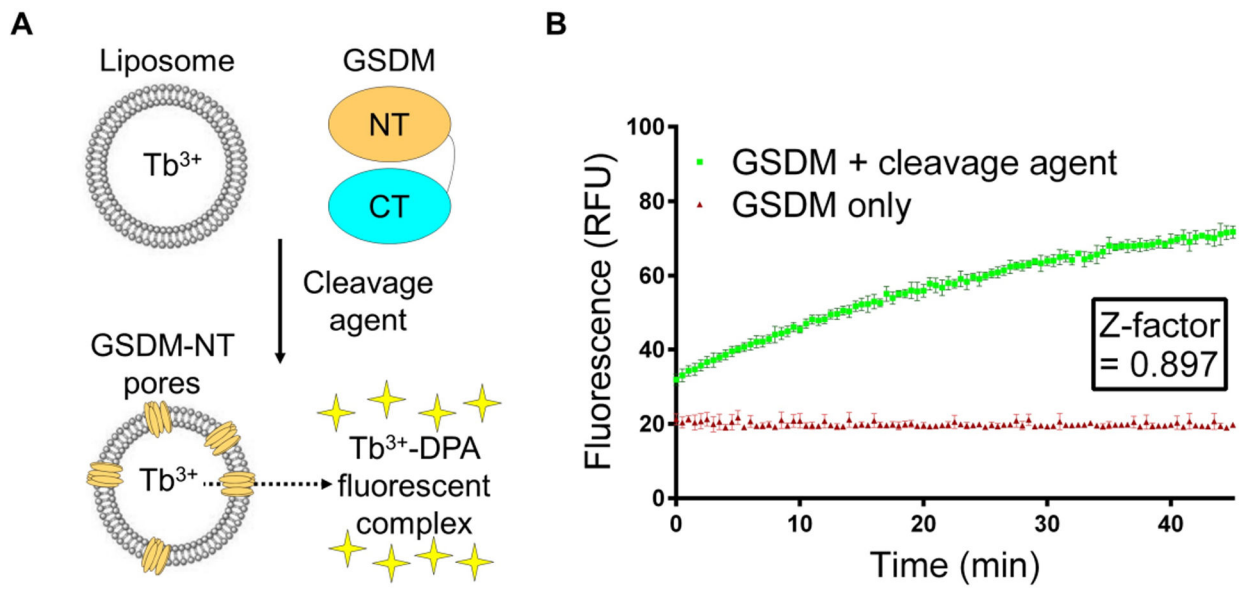 A
Liposome
GSDM
Tb3+
NT
CT
Cleavage
agent
GSDM-NT
pores
Tb3+
Tb3+-DPA
fluorescent
complex
B
Fluorescence (RFU)
100
80
60
40
20
0
GSDM + cleavage agent
GSDM only
Z-factor
= 0.897
0 10 20 30 40
Time (min)